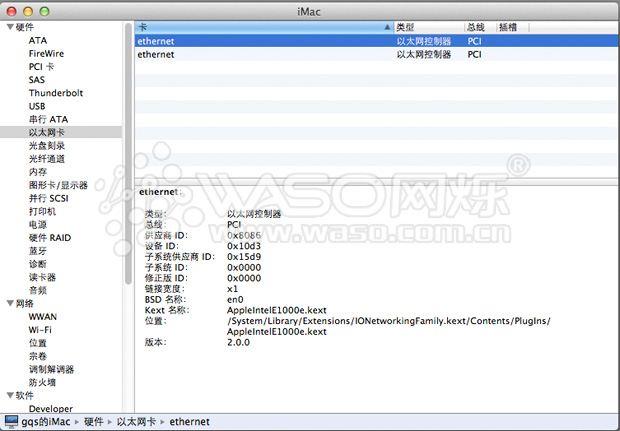 iMac
硬件
ATA
FireWire
PCI 卡
SAS
Thunderbolt
USB
串行 ATA
以太网卡
光盘刻录
光纤通道
内存
图形卡/显示器
并行 SCSI
打印机
电源
硬件 RAID
蓝牙
诊断
读卡器
音频
网络
WWAN
Wi-Fi
位置
宗卷
调制解调器
防火墙
软件
Developer
卡 类型 总线 插槽
ethernet 以太网控制器 PCI
ethernet 以太网控制器 PCI
ethernet:
类型: 以太网控制器
总线: PCI
供应商 ID: 0x8086
设备 ID: 0x10d3
子系统供应商 ID: 0x15d9
子系统 ID: 0x0000
修正版 ID: 0x0000
链接宽度: x1
BSD 名称: en0
Kext 名称: AppleIntelE1000e.kext
位置: /System/Library/Extensions/IONetworkingFamily.kext/Contents/PlugIns/
AppleIntelE1000e.kext
版本: 2.0.0
WASO网烁®
www.waso.com.cn
gqs的iMac ▸ 硬件 ▸ 以太网卡 ▸ ethernet